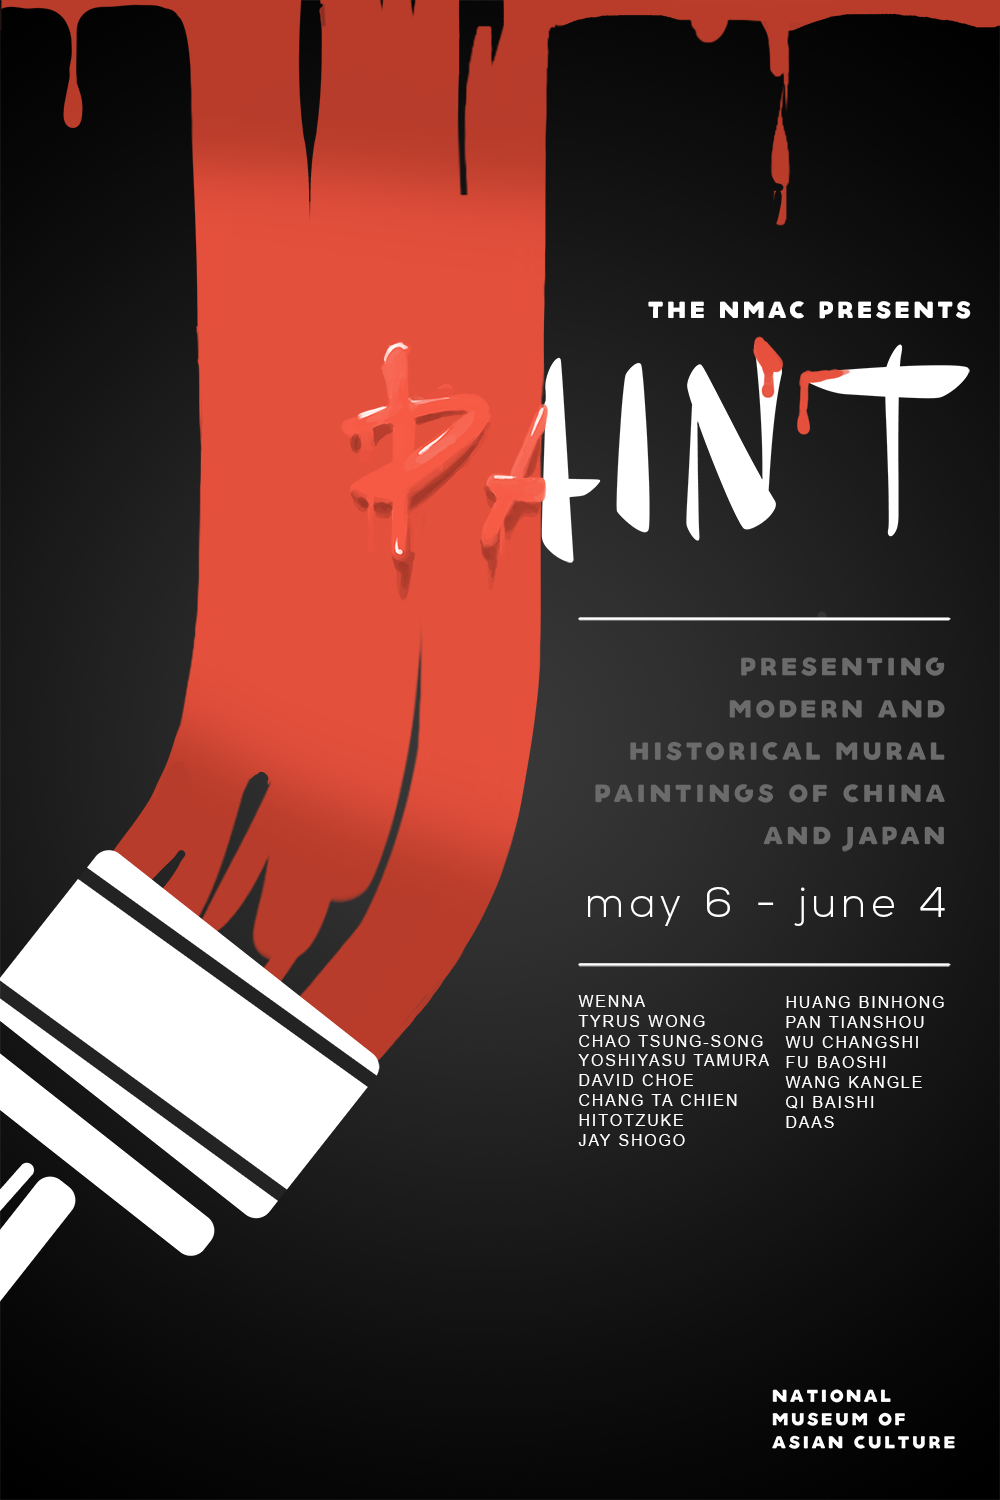 THE NMAC PRESENTS
PAINT
PRESENTING
MODERN AND
HISTORICAL MURAL
PAINTINGS OF CHINA
AND JAPAN
may 6 - june 4
WENNA
TYRUS WONG
CHAO TSUNG-SONG
YOSHIYASU TAMURA
DAVID CHOE
CHANG TA CHIEN
HITOTZUKE
JAY SHOGO
HUANG BINHONG
PAN TIANSHOU
WU CHANGSHI
FU BAOSHI
WANG KANGLE
QI BAISHI
DAAS
NATIONAL
MUSEUM OF
ASIAN CULTURE